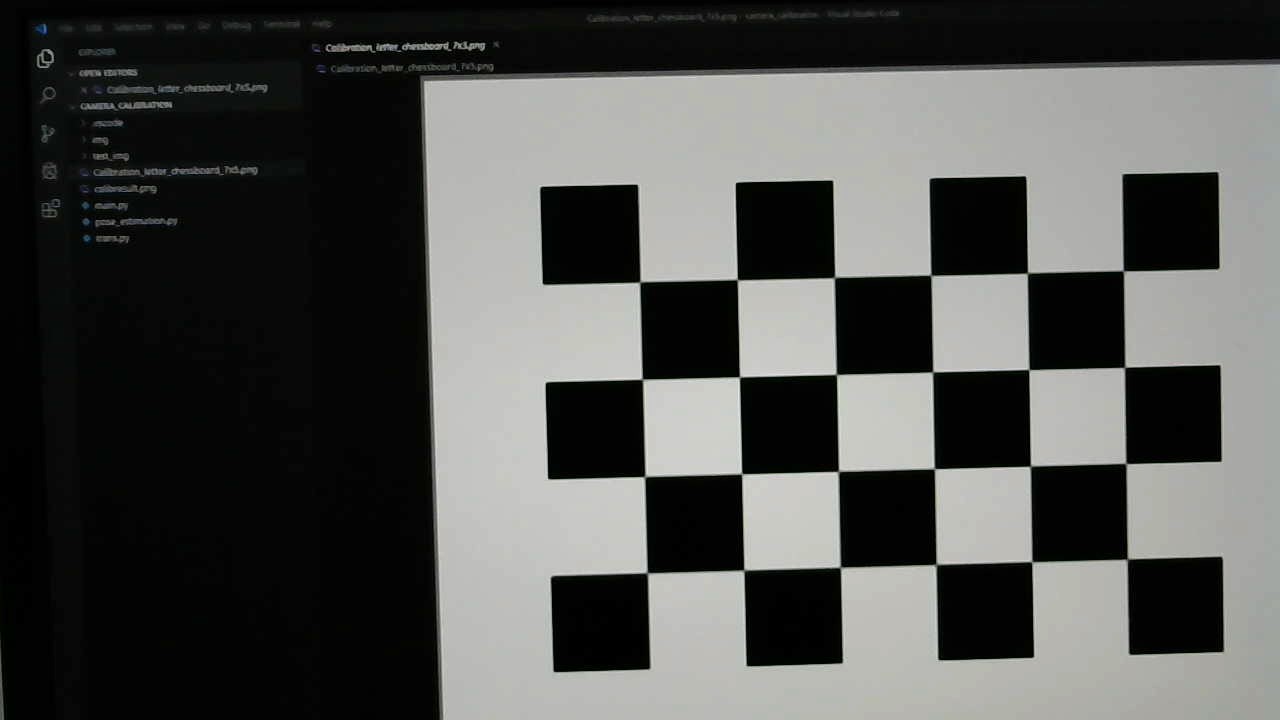 File Edit Selection View Go Debug Terminal Help
Calibration_letter_chessboard_7x5.png - camera_calibration - Visual Studio Code
EXPLORER
OPEN EDITORS
Calibration_letter_chessboard_7x5.png
CAMERA_CALIBRATION
.vscode
img
test_img
Calibration_letter_chessboard_7x5.png
calibresult.png
main.py
pose_estimation.py
trans.py
Calibration_letter_chessboard_7x5.png
Calibration_letter_chessboard_7x5.png